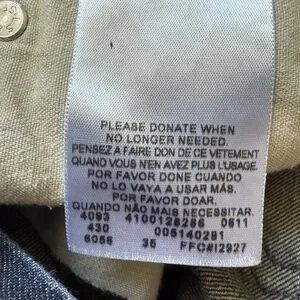 PLEASE DONATE WHEN
NO LONGER NEEDED.
PENSEZ A FAIRE DON DE CE VETEMENT
QUAND VOUS N'EN AVEZ PLUS L'USAGE.
POR FAVOR DONE CUANDO
NO LO VAYA A USAR MÁS.
POR FAVOR DOAR.
QUANDO NÃO MAIS NECESSITAR.
4093 4100128286 0611
430 005140281
6056 35 FFC#12927